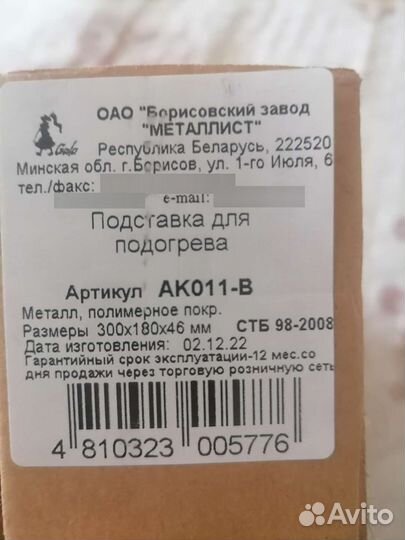 Gala
ОАО "Борисовский завод
"МЕТАЛЛИСТ"
Республика Беларусь, 222520
Минская обл. г.Борисов, ул. 1-го Июля, 6
тел./факс:
e-mail:
Подставка для
подогрева
Артикул АК011-В
Металл, полимерное покр.
Размеры 300х180х46 мм СТБ 98-2008
Дата изготовления: 02.12.22
Гарантийный срок эксплуатации-12 мес.со
дня продажи через торговую розничную сеть
4 810323 005776
Avito